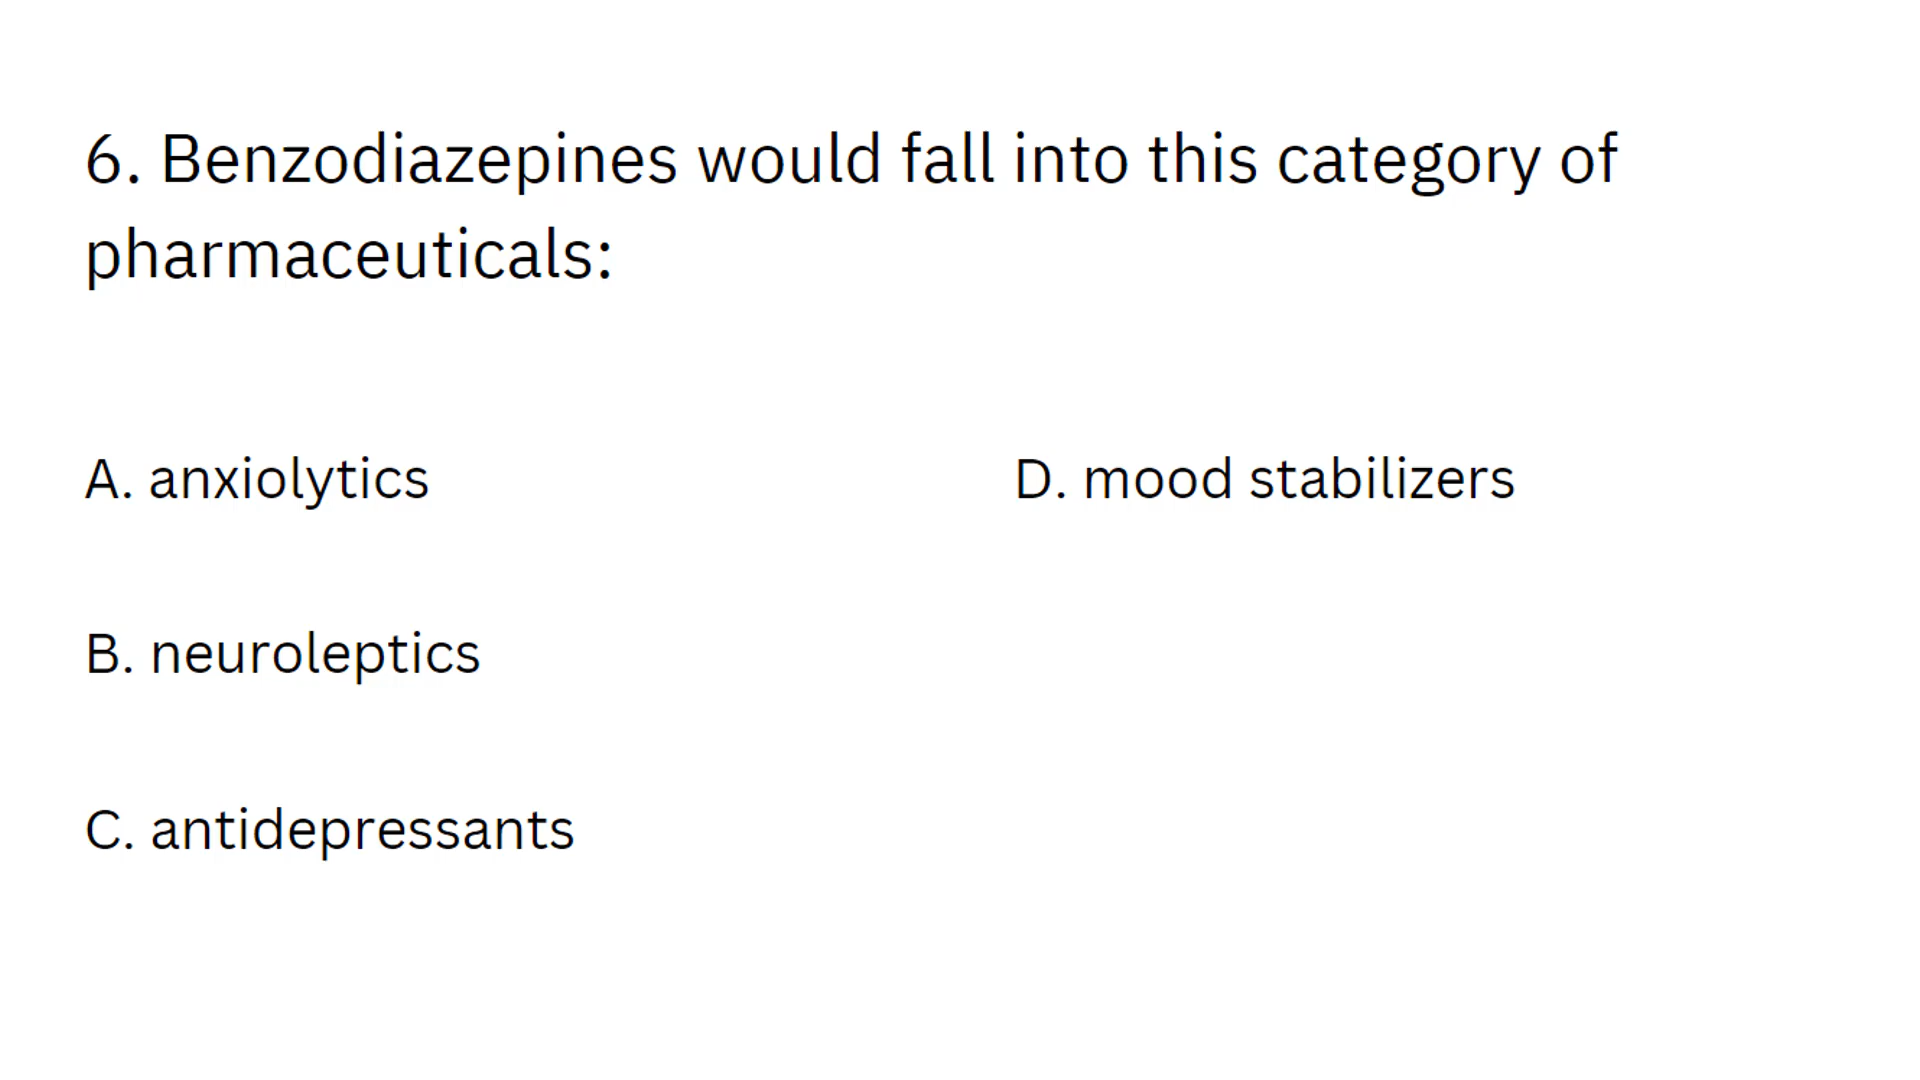 6. Benzodiazepines would fall into this category of
pharmaceuticals:
A. anxiolytics
B. neuroleptics
C. antidepressants
D. mood stabilizers